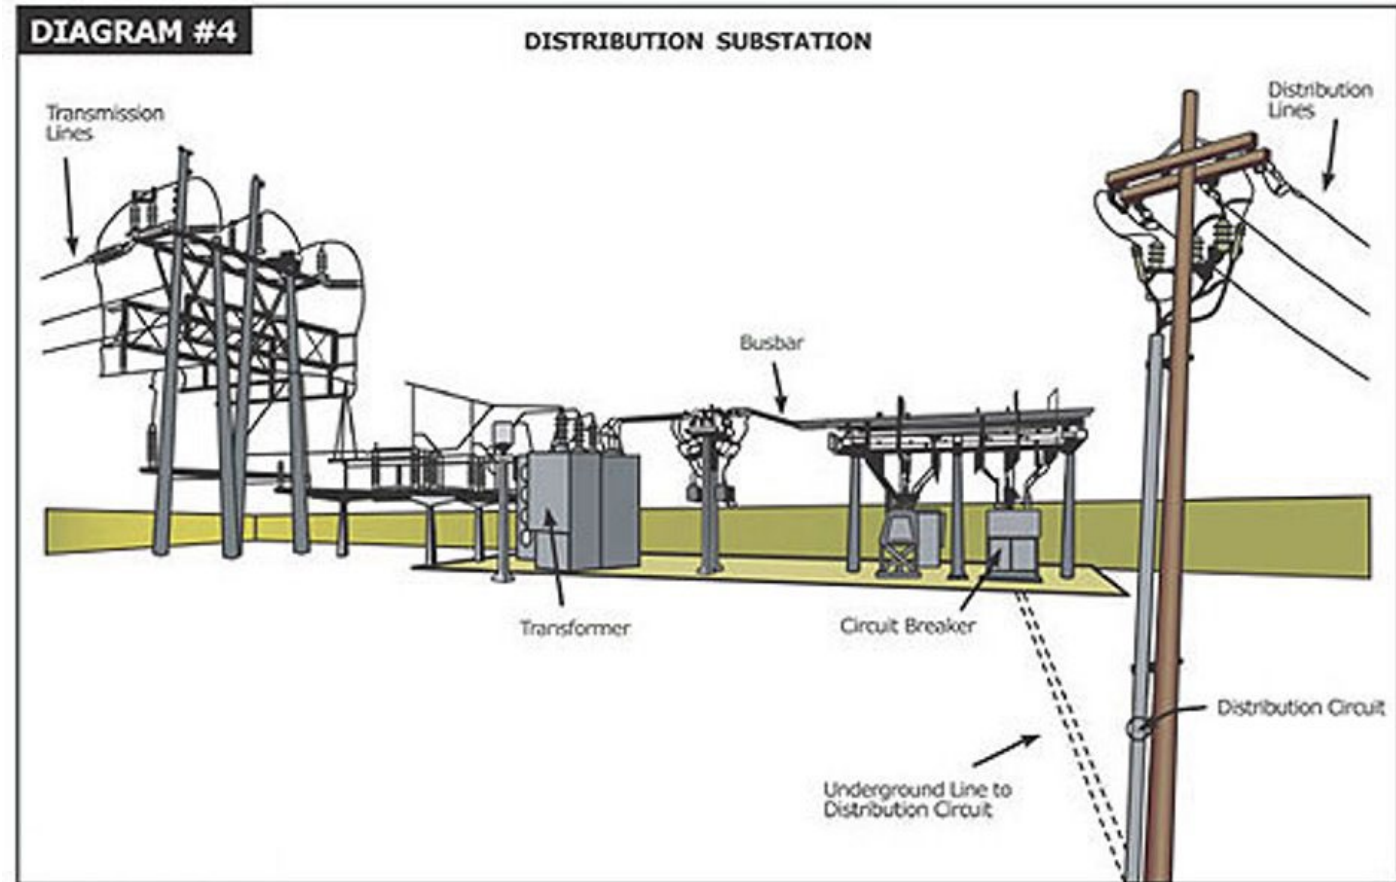 DIAGRAM #4
DISTRIBUTION SUBSTATION
Transmission
Lines
Distribution
Lines
Busbar
Transformer
Circuit Breaker
Distribution Circuit
Underground Line to
Distribution Circuit